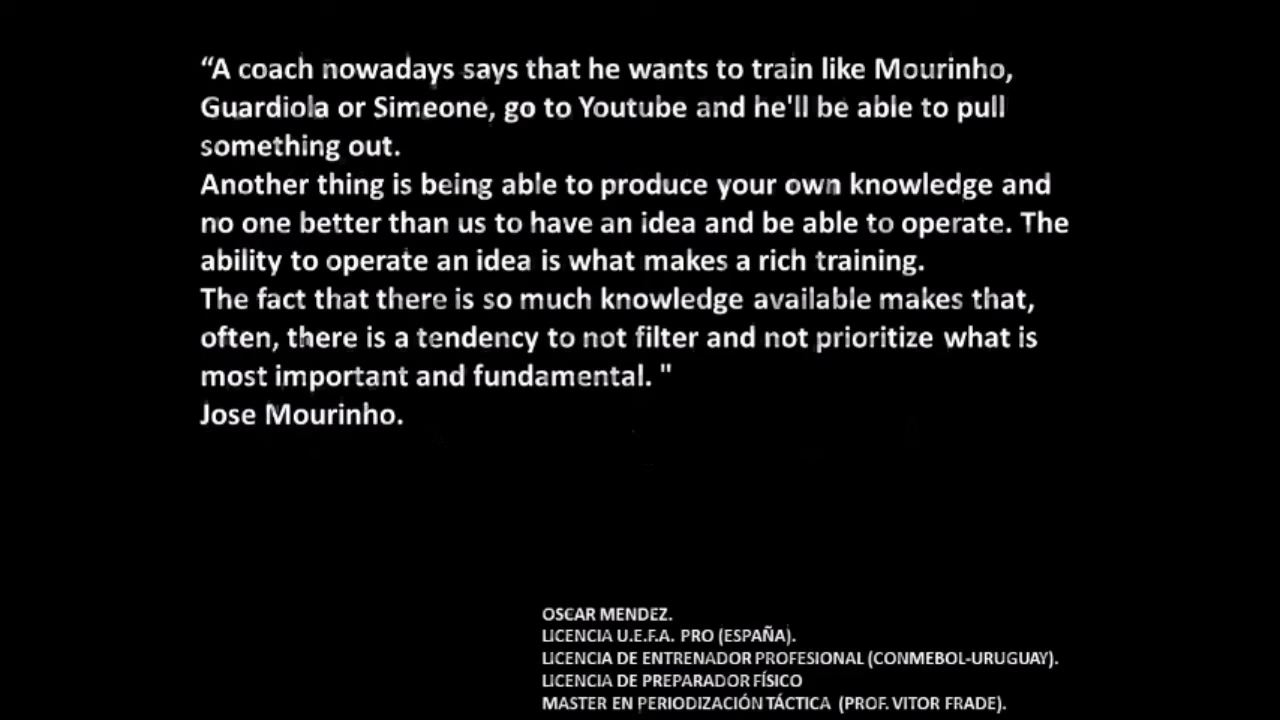 “A coach nowadays says that he wants to train like Mourinho,
Guardiola or Simeone, go to Youtube and he'll be able to pull
something out.
Another thing is being able to produce your own knowledge and
no one better than us to have an idea and be able to operate. The
ability to operate an idea is what makes a rich training.
The fact that there is so much knowledge available makes that,
often, there is a tendency to not filter and not prioritize what is
most important and fundamental. "
Jose Mourinho.
OSCAR MENDEZ.
LICENCIA U.E.F.A. PRO (ESPAÑA).
LICENCIA DE ENTRENADOR PROFESIONAL (CONMEBOL-URUGUAY).
LICENCIA DE PREPARADOR FÍSICO
MASTER EN PERIODIZACIÓN TÁCTICA (PROF. VITOR FRADE).